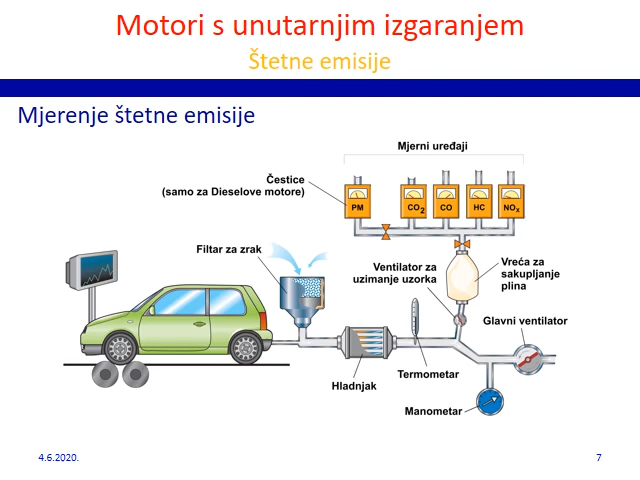 Motori s unutarnjim izgaranjem
Štetne emisije
Mjerenje štetne emisije
Mjerni uređaji
Čestice
(samo za Dieselove motore)
PM
CO2
CO
HC
NOx
Filtar za zrak
Ventilator za
uzimanje uzorka
Vreća za
sakupljanje
plina
Glavni ventilator
Termometar
Hladnjak
Manometar
4.6.2020.
7